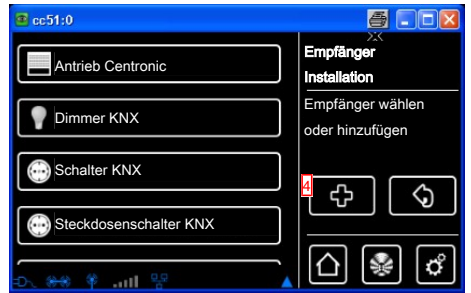 cc51:0
Antrieb Centronic
Dimmer KNX
Schalter KNX
Steckdosenschalter KNX
Empfänger
Installation
Empfänger wählen
oder hinzufügen
4